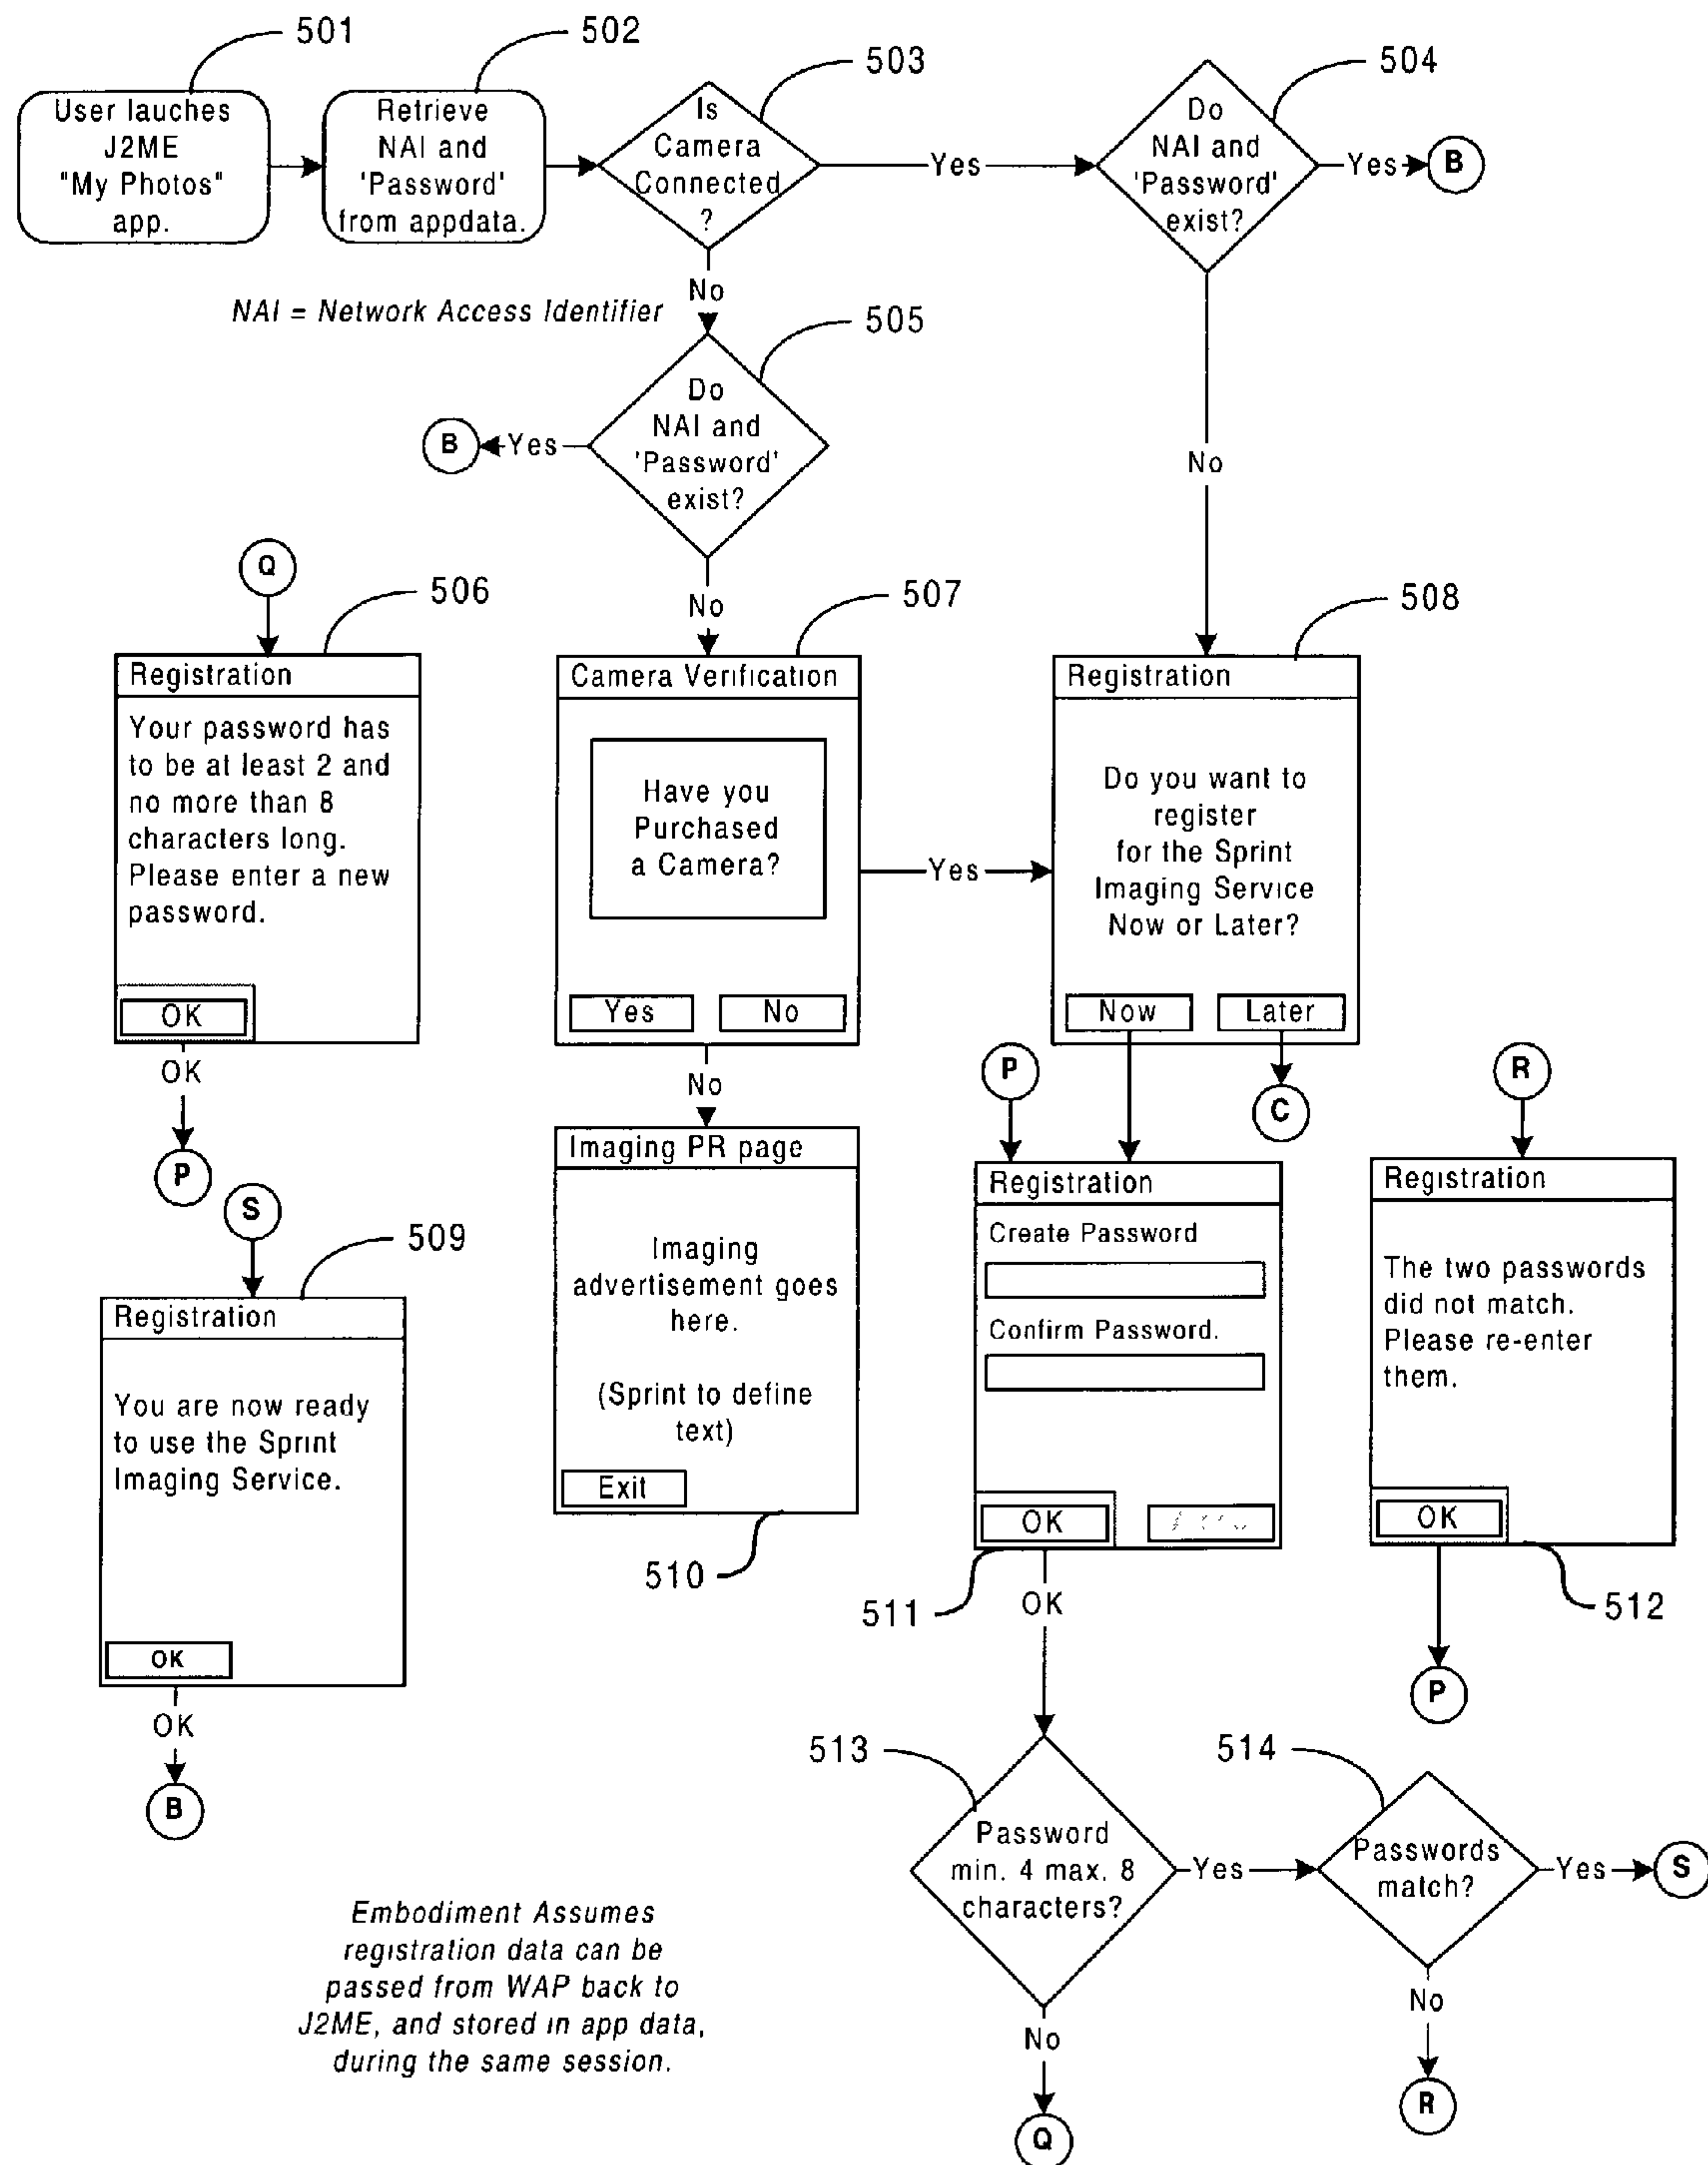 501
502
503
504
User lauches
J2ME
"My Photos"
app.
Retrieve
NAI and
'Password'
from appdata.
Is
Camera
Connected
?
Yes
Do
NAI and
'Password'
exist?
Yes
B
No
NAI = Network Access Identifier
505
Do
NAI and
'Password'
exist?
Yes
B
No
No
Q
506
Registration
Your password has
to be at least 2 and
no more than 8
characters long.
Please enter a new
password.
OK
OK
P
507
Camera Verification
Have you
Purchased
a Camera?
Yes
No
Yes
No
508
Registration
Do you want to
register
for the Sprint
Imaging Service
Now or Later?
Now
Later
C
S
509
Registration
You are now ready
to use the Sprint
Imaging Service.
OK
OK
B
Imaging PR page
Imaging
advertisement goes
here.
(Sprint to define
text)
Exit
510
P
Registration
Create Password
Confirm Password.
OK
511
OK
R
Registration
The two passwords
did not match.
Please re-enter
them.
OK
512
P
513
Password
min. 4 max. 8
characters?
Yes
No
Q
514
Passwords
match?
Yes
S
No
R
Embodiment Assumes
registration data can be
passed from WAP back to
J2ME, and stored in app data,
during the same session.